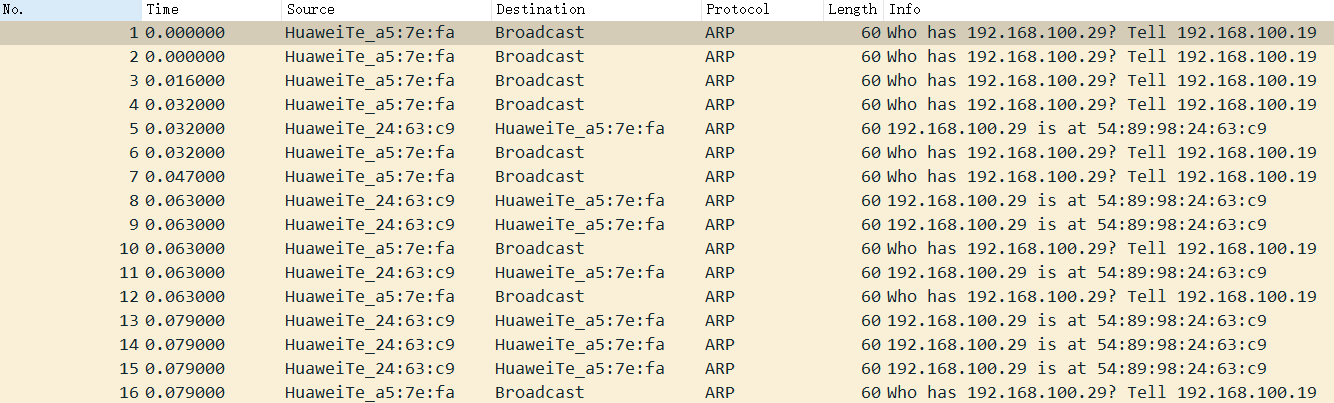 No. Time Source Destination Protocol Length Info
1 0.000000 HuaweiTe_a5:7e:fa Broadcast ARP 60 Who has 192.168.100.29? Tell 192.168.100.19
2 0.000000 HuaweiTe_a5:7e:fa Broadcast ARP 60 Who has 192.168.100.29? Tell 192.168.100.19
3 0.016000 HuaweiTe_a5:7e:fa Broadcast ARP 60 Who has 192.168.100.29? Tell 192.168.100.19
4 0.032000 HuaweiTe_a5:7e:fa Broadcast ARP 60 Who has 192.168.100.29? Tell 192.168.100.19
5 0.032000 HuaweiTe_24:63:c9 HuaweiTe_a5:7e:fa ARP 60 192.168.100.29 is at 54:89:98:24:63:c9
6 0.032000 HuaweiTe_a5:7e:fa Broadcast ARP 60 Who has 192.168.100.29? Tell 192.168.100.19
7 0.047000 HuaweiTe_a5:7e:fa Broadcast ARP 60 Who has 192.168.100.29? Tell 192.168.100.19
8 0.063000 HuaweiTe_24:63:c9 HuaweiTe_a5:7e:fa ARP 60 192.168.100.29 is at 54:89:98:24:63:c9
9 0.063000 HuaweiTe_24:63:c9 HuaweiTe_a5:7e:fa ARP 60 192.168.100.29 is at 54:89:98:24:63:c9
10 0.063000 HuaweiTe_a5:7e:fa Broadcast ARP 60 Who has 192.168.100.29? Tell 192.168.100.19
11 0.063000 HuaweiTe_24:63:c9 HuaweiTe_a5:7e:fa ARP 60 192.168.100.29 is at 54:89:98:24:63:c9
12 0.063000 HuaweiTe_a5:7e:fa Broadcast ARP 60 Who has 192.168.100.29? Tell 192.168.100.19
13 0.079000 HuaweiTe_24:63:c9 HuaweiTe_a5:7e:fa ARP 60 192.168.100.29 is at 54:89:98:24:63:c9
14 0.079000 HuaweiTe_24:63:c9 HuaweiTe_a5:7e:fa ARP 60 192.168.100.29 is at 54:89:98:24:63:c9
15 0.079000 HuaweiTe_24:63:c9 HuaweiTe_a5:7e:fa ARP 60 192.168.100.29 is at 54:89:98:24:63:c9
16 0.079000 HuaweiTe_a5:7e:fa Broadcast ARP 60 Who has 192.168.100.29? Tell 192.168.100.19